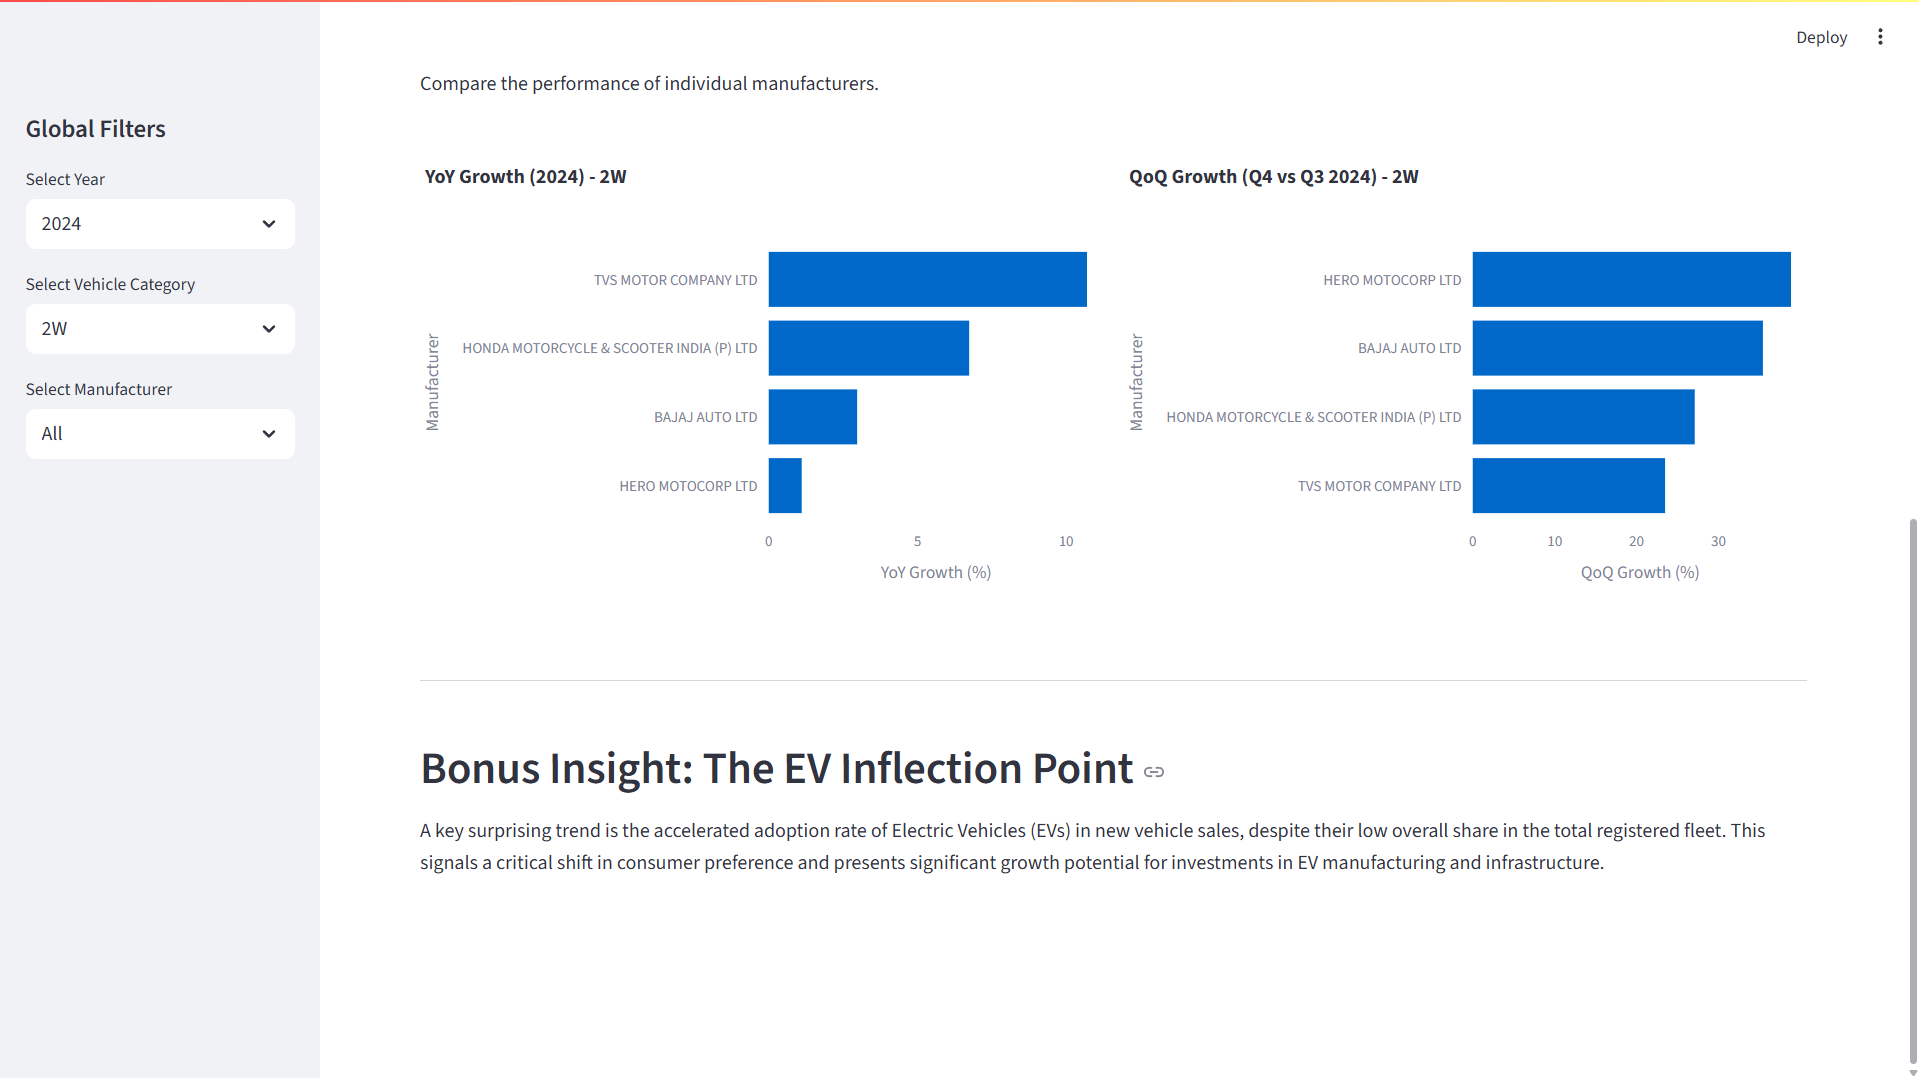 Deploy
Global Filters
Select Year
2024
Select Vehicle Category
2W
Select Manufacturer
All
Compare the performance of individual manufacturers.
YoY Growth (2024) - 2W
Manufacturer
TVS MOTOR COMPANY LTD
HONDA MOTORCYCLE & SCOOTER INDIA (P) LTD
BAJAJ AUTO LTD
HERO MOTOCORP LTD
0 5 10
YoY Growth (%)
QoQ Growth (Q4 vs Q3 2024) - 2W
Manufacturer
HERO MOTOCORP LTD
BAJAJ AUTO LTD
HONDA MOTORCYCLE & SCOOTER INDIA (P) LTD
TVS MOTOR COMPANY LTD
0 10 20 30
QoQ Growth (%)
Bonus Insight: The EV Inflection Point
A key surprising trend is the accelerated adoption rate of Electric Vehicles (EVs) in new vehicle sales, despite their low overall share in the total registered fleet. This
signals a critical shift in consumer preference and presents significant growth potential for investments in EV manufacturing and infrastructure.